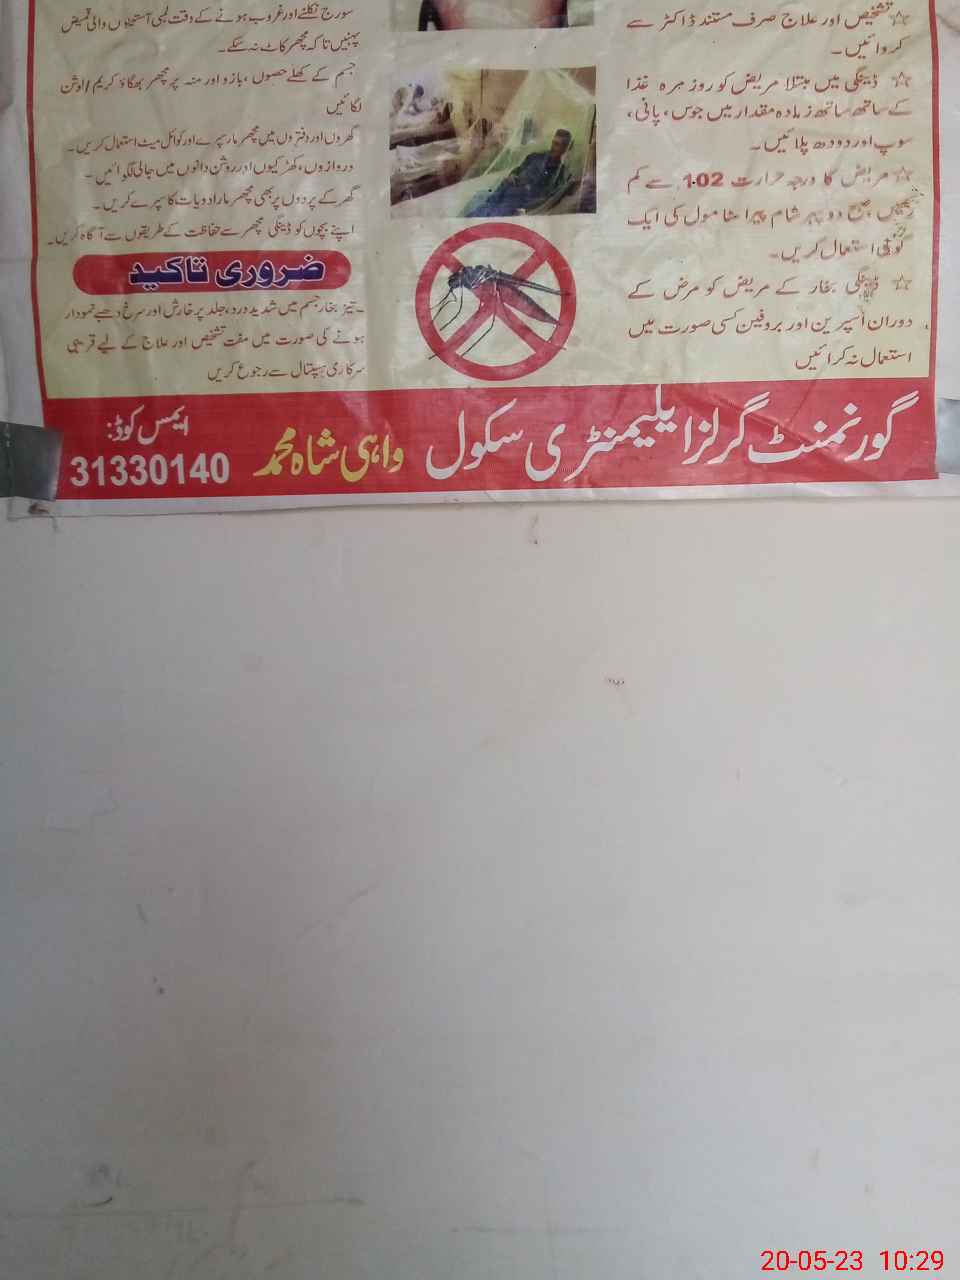 ☆ تشخیص اور علاج صرف مستند ڈاکٹر سے
کروائیں۔
☆ ڈینگی میں مبتلا مریض کو روز مرہ غذا
کے ساتھ ساتھ زیادہ مقدار میں جوس، پانی،
سوپ اور دودھ پلائیں۔
☆ مریض کا درجہ حرارت 102 سے کم
رکھیں، صبح دوپہر شام پیرا سٹا مول کی ایک
گولی استعمال کریں۔
☆ ڈینگی بخار کے مریض کو مرض کے
دوران اسپرین اور بروفین کسی صورت میں
استعمال نہ کرائیں
سورج نکلنے اور غروب ہونے کے وقت لمبی آستینوں والی قمیض
پہنیں تاکہ مچھر کاٹ نہ سکے۔
جسم کے کھلے حصوں، بازو اور منہ پر مچھر بھگاؤ کریم / لوشن
لگائیں
گھروں اور دفتروں میں مچھر مار سپرے اور کوائل میٹ استعمال کریں۔
دروازوں، کھڑکیوں اور روشن دانوں میں جالی لگوائیں۔
گھر کے پردوں پر بھی مچھر مار ادویات کا سپرے کریں۔
اپنے بچوں کو ڈینگی مچھر سے حفاظت کے طریقوں سے آگاہ کریں۔
ضروری تاکید
۔تیز بخار جسم میں شدید درد، جلد پر خارش اور سرخ دھبے نمودار
ہونے کی صورت میں مفت تشخیص اور علاج کے لیے قریبی
سرکاری ہسپتال سے رجوع کریں
گورنمنٹ گرلز ایلیمنٹری سکول واہی شاہ محمد
ایمس کوڈ:
31330140
20-05-23 10:29